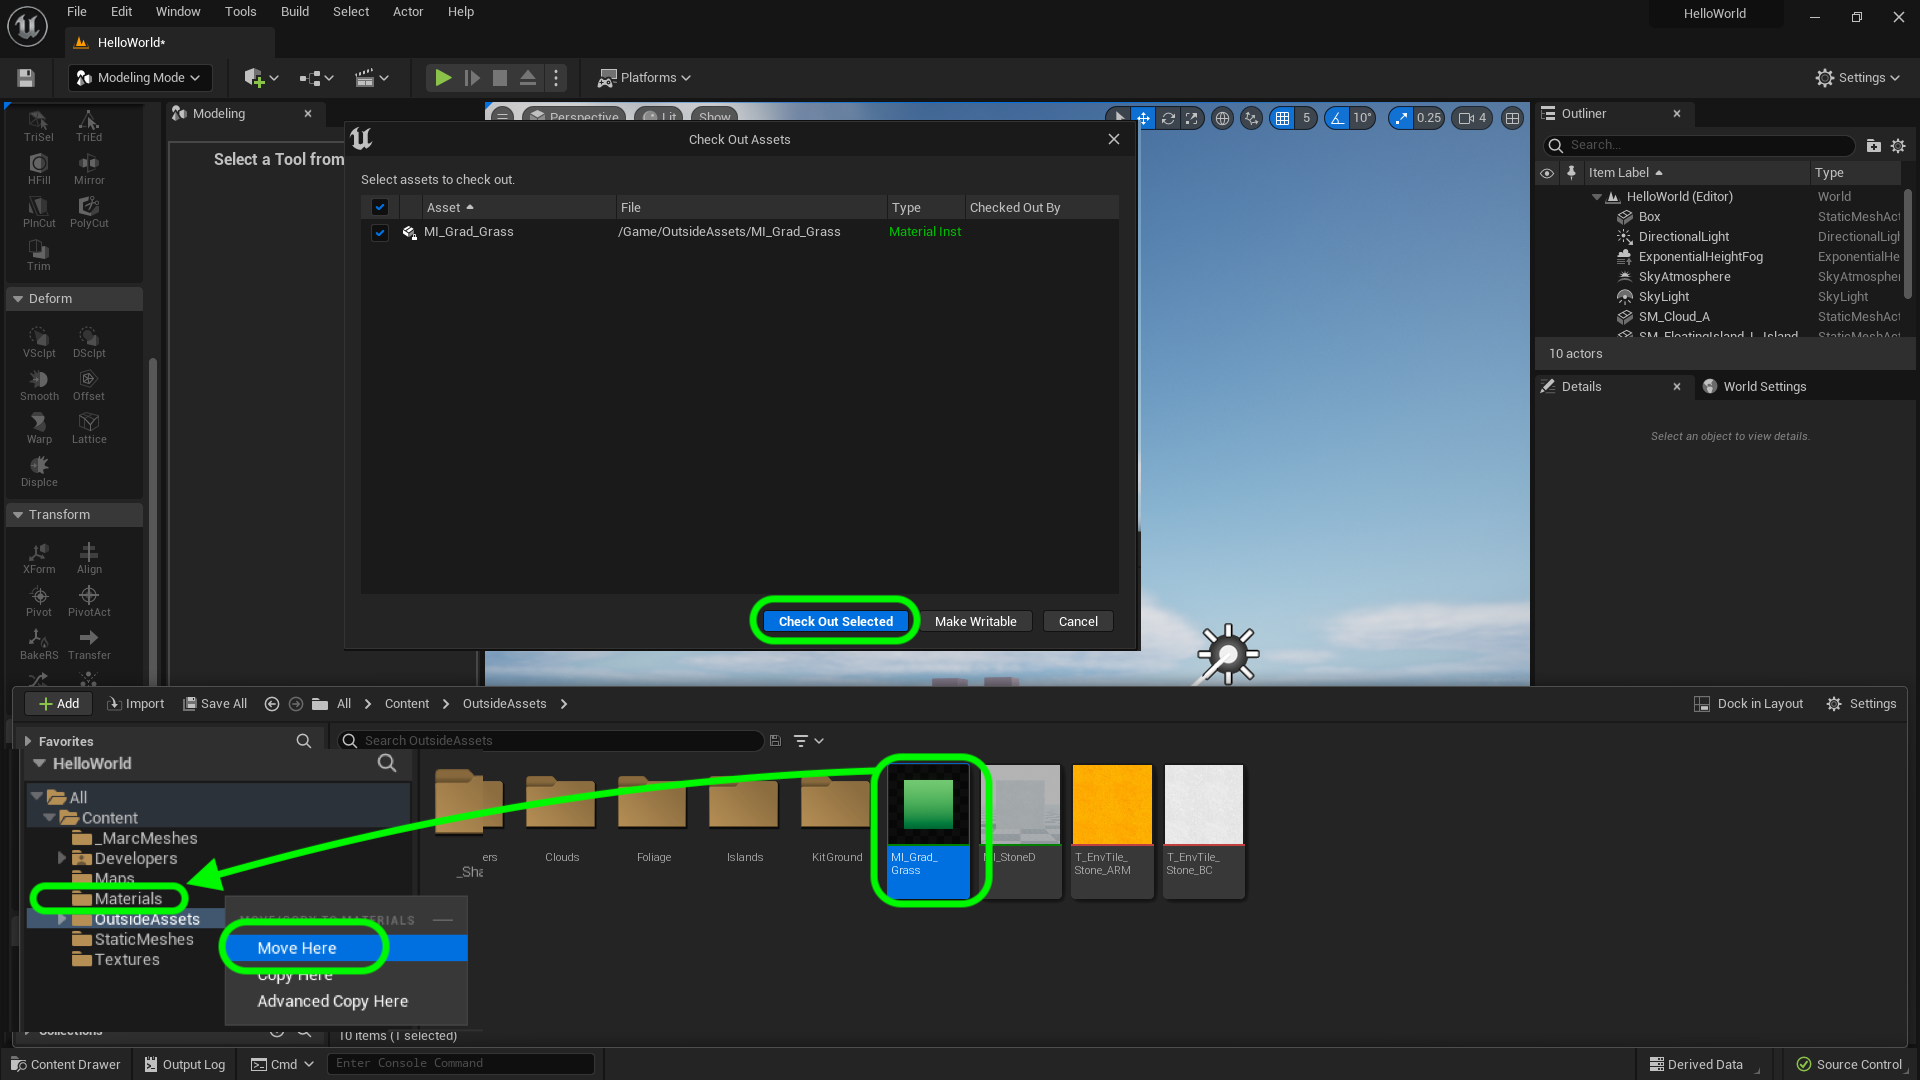 File Edit Window Tools Build Select Actor Help
HelloWorld
HelloWorld*
Modeling Mode
Platforms
Settings
TriSel TriEd
HFill Mirror
PlnCut PolyCut
Trim
Deform
VSclpt DSclpt
Smooth Offset
Warp Lattice
Displce
Transform
XForm Align
Pivot PivotAct
BakeRS Transfer
Modeling
Select a Tool from
Perspective Lit Show
5 10° 0.25 4
Check Out Assets
Select assets to check out.
Asset File Type Checked Out By
MI_Grad_Grass /Game/OutsideAssets/MI_Grad_Grass Material Inst
Check Out Selected Make Writable Cancel
Outliner
Search...
Item Label Type
HelloWorld (Editor) World
Box StaticMeshAct
DirectionalLight DirectionalLigh
ExponentialHeightFog ExponentialHe
SkyAtmosphere SkyAtmospher
SkyLight SkyLight
SM_Cloud_A StaticMeshAct
SM_FloatingIsland_L_Island StaticMeshAct
10 actors
Details World Settings
Select an object to view details.
Add Import Save All All Content OutsideAssets
Dock in Layout Settings
Favorites
Search OutsideAssets
HelloWorld
All
Content
_MarcMeshes
Developers
Maps
Materials
OutsideAssets
StaticMeshes
Textures
Collections
MOVE/COPY TO MATERIALS
Move Here
Copy Here
Advanced Copy Here
ers Clouds Foliage Islands KitGround
_Sha
MI_Grad_
Grass
MI_StoneD
T_EnvTile_
Stone_ARM
T_EnvTile_
Stone_BC
10 items (1 selected)
Content Drawer Output Log Cmd Enter Console Command
Derived Data Source Control